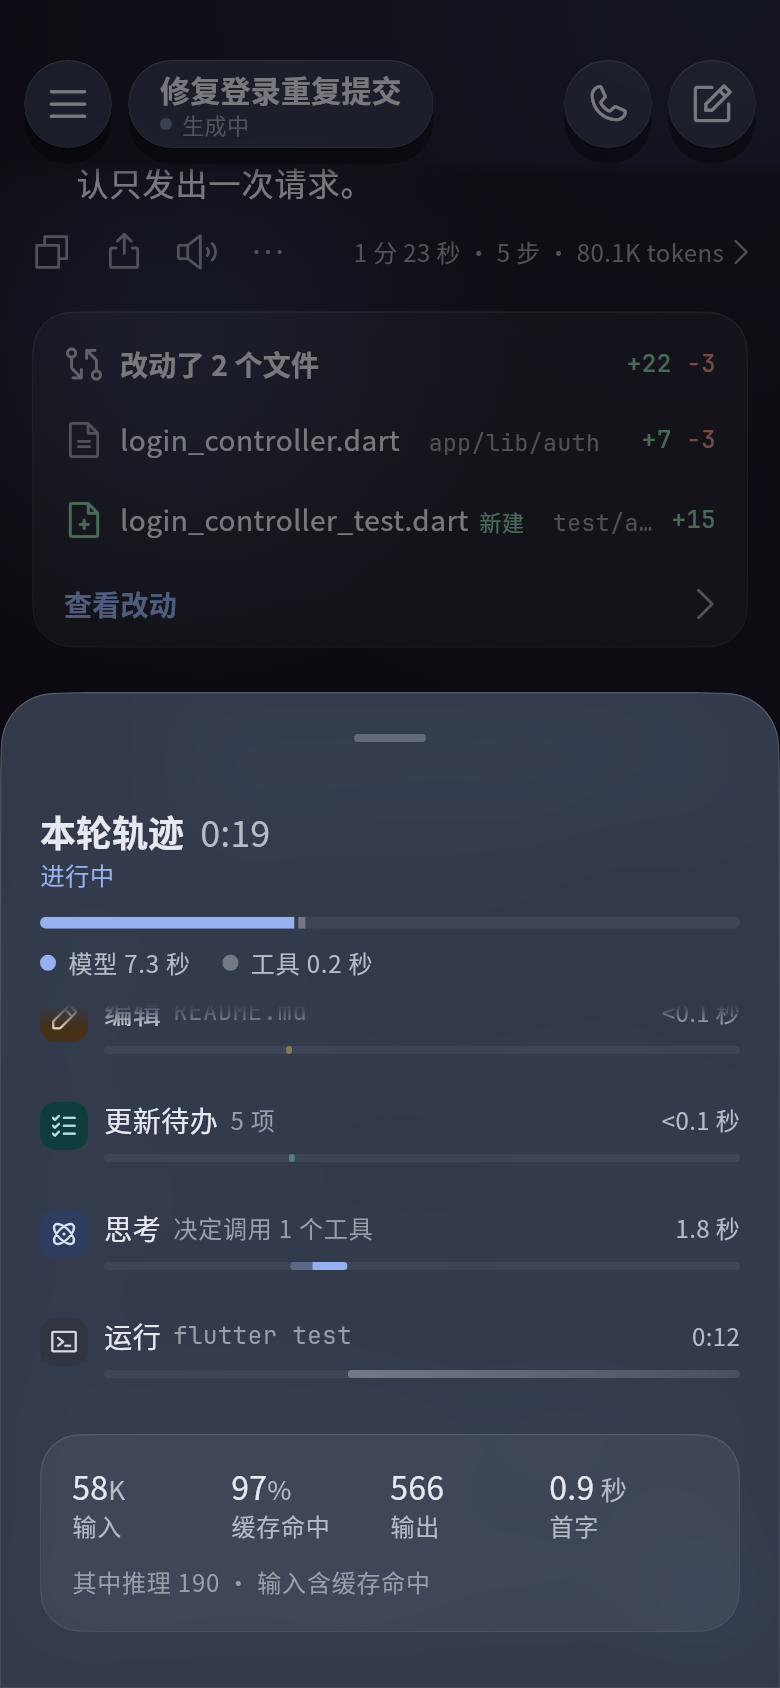 修复登录重复提交
生成中
认只发出一次请求。
1 分 23 秒 · 5 步 · 80.1K tokens
改动了 2 个文件 +22 -3
login_controller.dart app/lib/auth +7 -3
login_controller_test.dart 新建 test/a… +15
查看改动
本轮轨迹 0:19
进行中
模型 7.3 秒 工具 0.2 秒
编辑 README.md <0.1 秒
更新待办 5 项 <0.1 秒
思考 决定调用 1 个工具 1.8 秒
运行 flutter test 0:12
58K 97% 566 0.9 秒
输入 缓存命中 输出 首字
其中推理 190 · 输入含缓存命中